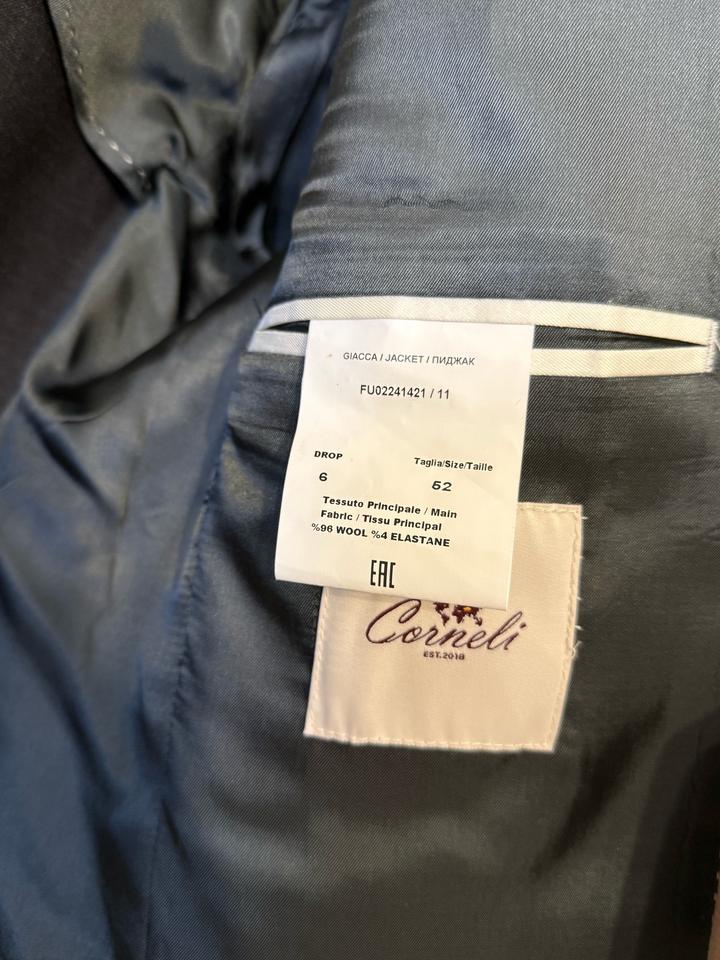 GIACCA / JACKET / ПИДЖАК
FU02241421 / 11
DROP
6
Taglia/Size/Taille
52
Tessuto Principale / Main
Fabric / Tissu Principal
%96 WOOL %4 ELASTANE
EAC
Corneli
EST.2018